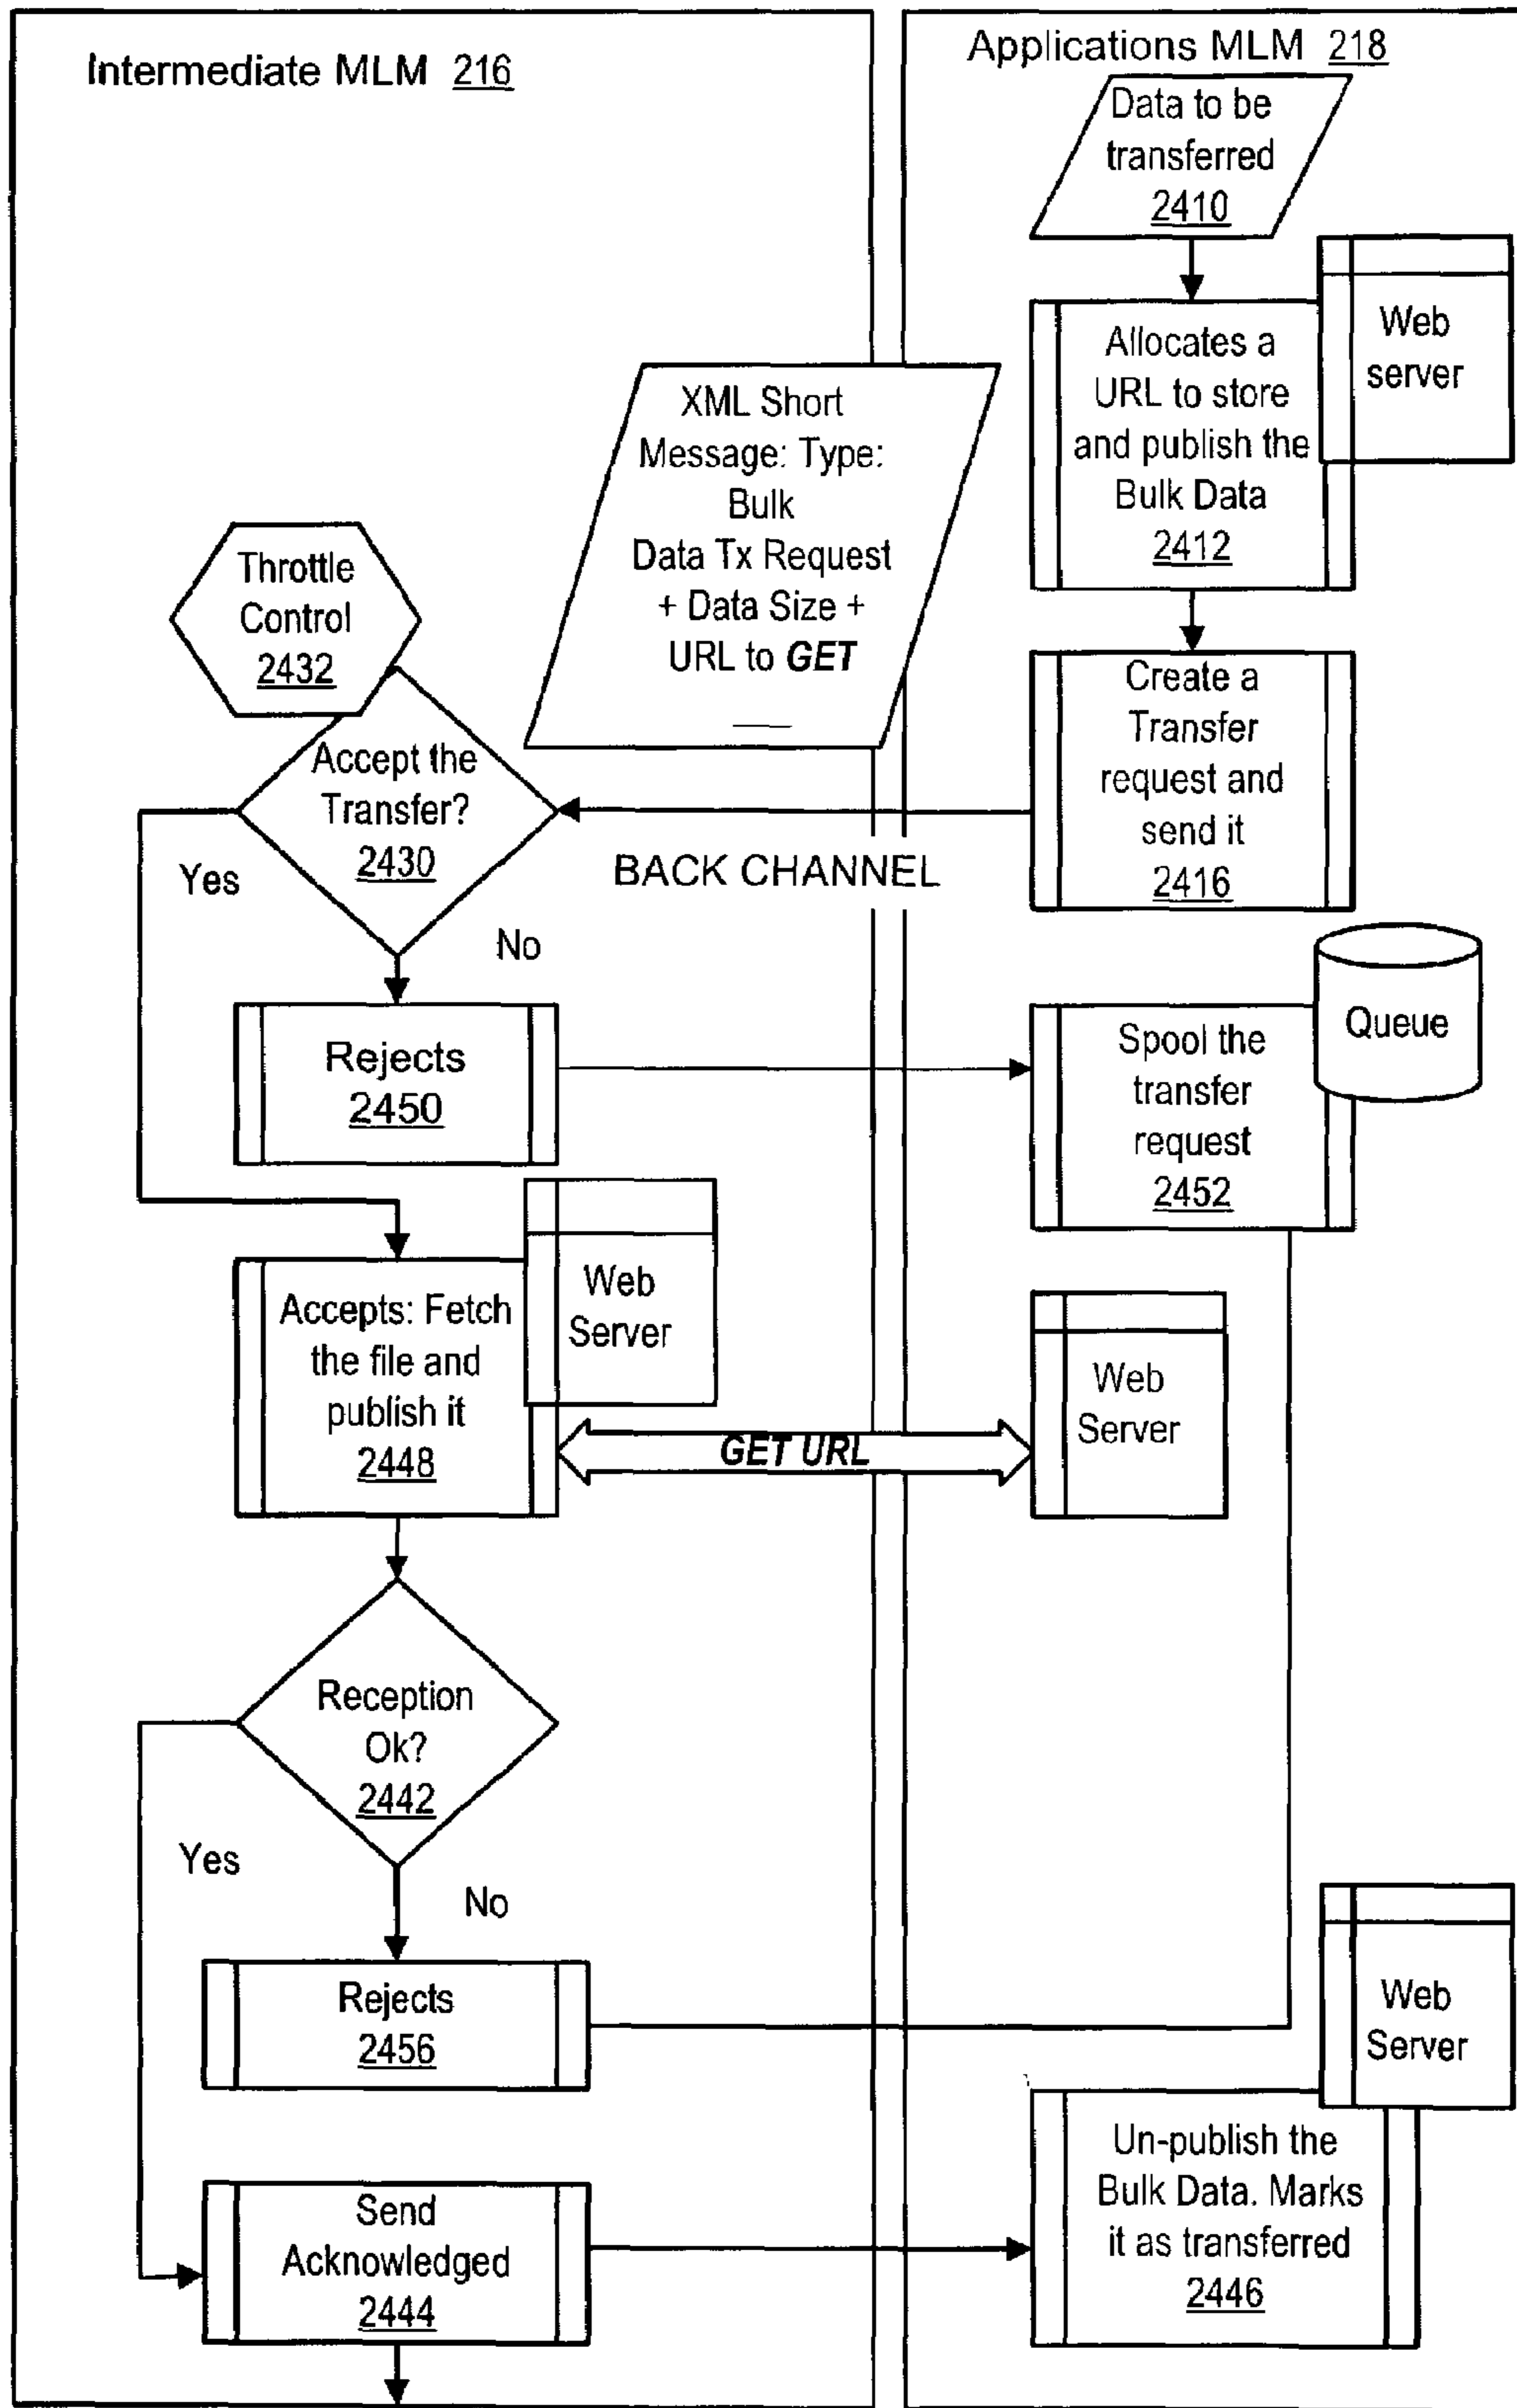 Intermediate MLM 216
Applications MLM 218
Data to be
transferred
2410
Web
server
Allocates a
URL to store
and publish the
Bulk Data
2412
XML Short
Message: Type:
Bulk
Data Tx Request
+ Data Size +
URL to GET
Throttle
Control
2432
Create a
Transfer
request and
send it
2416
Accept the
Transfer?
2430
Yes
BACK CHANNEL
No
Queue
Rejects
2450
Spool the
transfer
request
2452
Web
Server
Accepts: Fetch
the file and
publish it
2448
GET URL
Web
Server
Reception
Ok?
2442
Yes
No
Rejects
2456
Web
Server
Un-publish the
Bulk Data. Marks
it as transferred
2446
Send
Acknowledged
2444